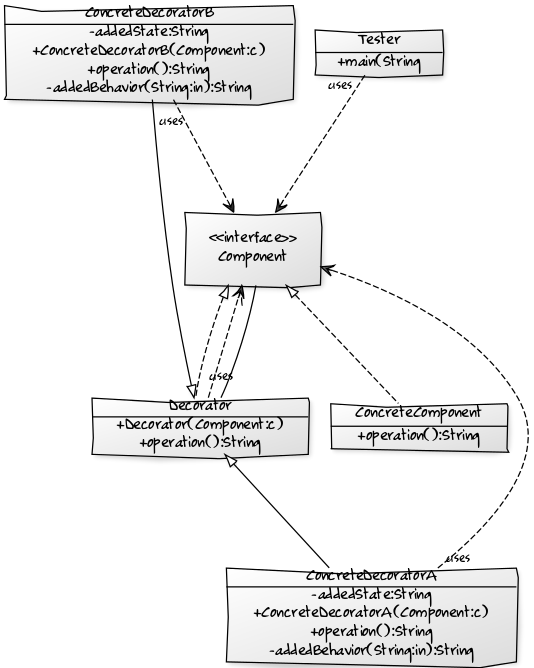 ConcreteDecoratorB
-addedState:String
+ConcreteDecoratorB(Component:c)
+operation():String
-addedBehavior(String:in):String
Tester
+main(String
uses
uses
<<interface>>
Component
uses
Decorator
+Decorator(Component:c)
+operation():String
ConcreteComponent
+operation():String
uses
ConcreteDecoratorA
-addedState:String
+ConcreteDecoratorA(Component:c)
+operation():String
-addedBehavior(String:in):String